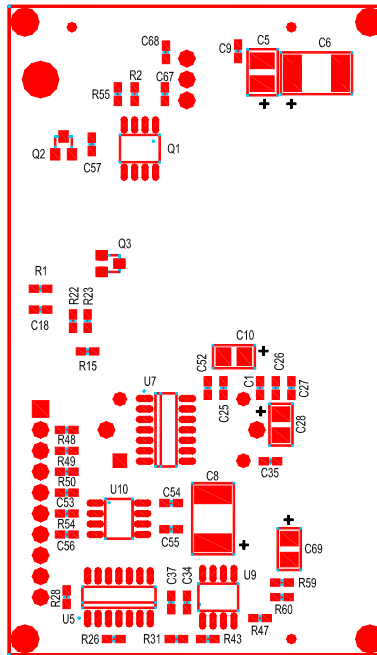 C68
C9
C5
C6
R2
C67
R55
+ +
Q1
Q2
C57
Q3
R1
R22
R23
C18
R15
C10
+
C52
U7
C1
C26
C27
C25
+
C28
R48
R49
C35
R50
C8
U10
C54
C53
R54
+
C55
C56
+
C69
U9
C37
C34
R59
R28
R60
U5
R47
R26
R31
R43